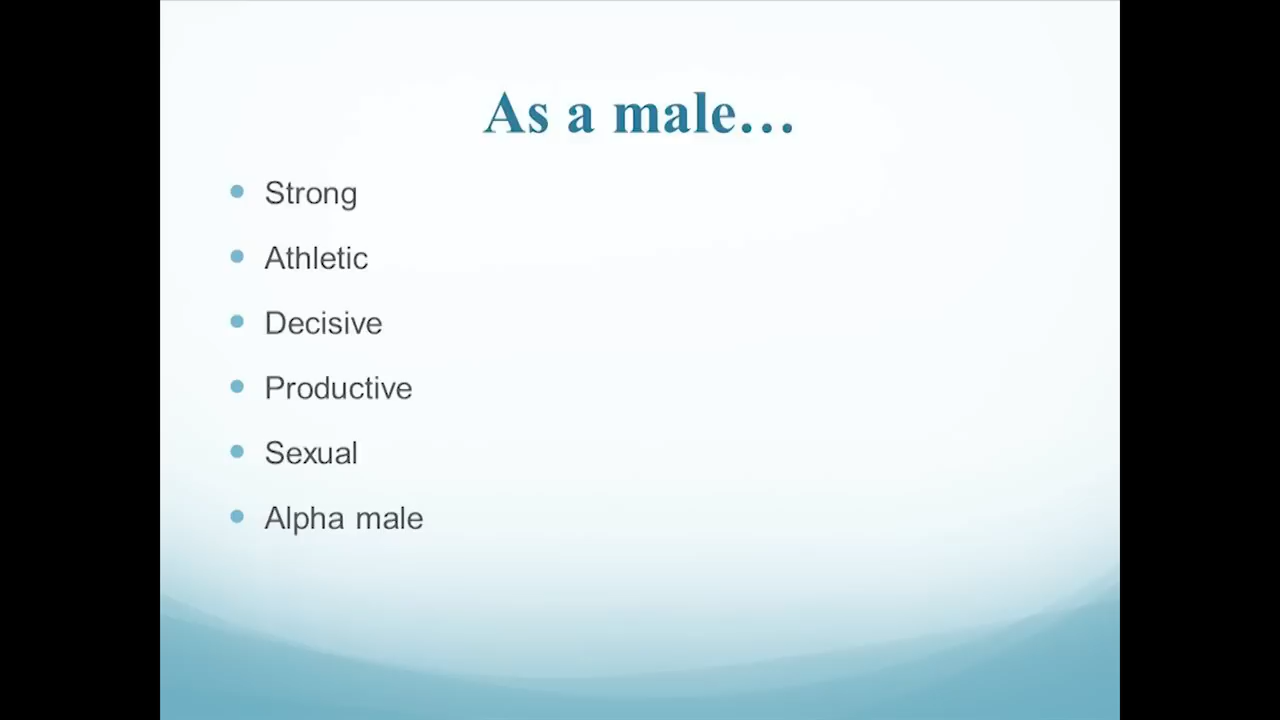 As a male…
Strong
Athletic
Decisive
Productive
Sexual
Alpha male